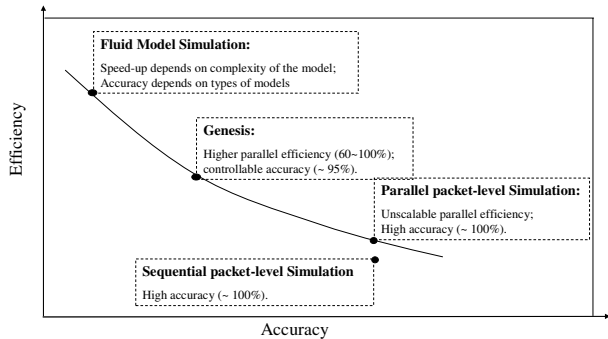 Fluid Model Simulation:
Speed-up depends on complexity of the model;
Accuracy depends on types of models
Efficiency
Genesis:
Higher parallel efficiency (60~100%);
controllable accuracy (~ 95%).
Parallel packet-level Simulation:
Unscalable parallel efficiency;
High accuracy (~ 100%).
Sequential packet-level Simulation
High accuracy (~ 100%).
Accuracy